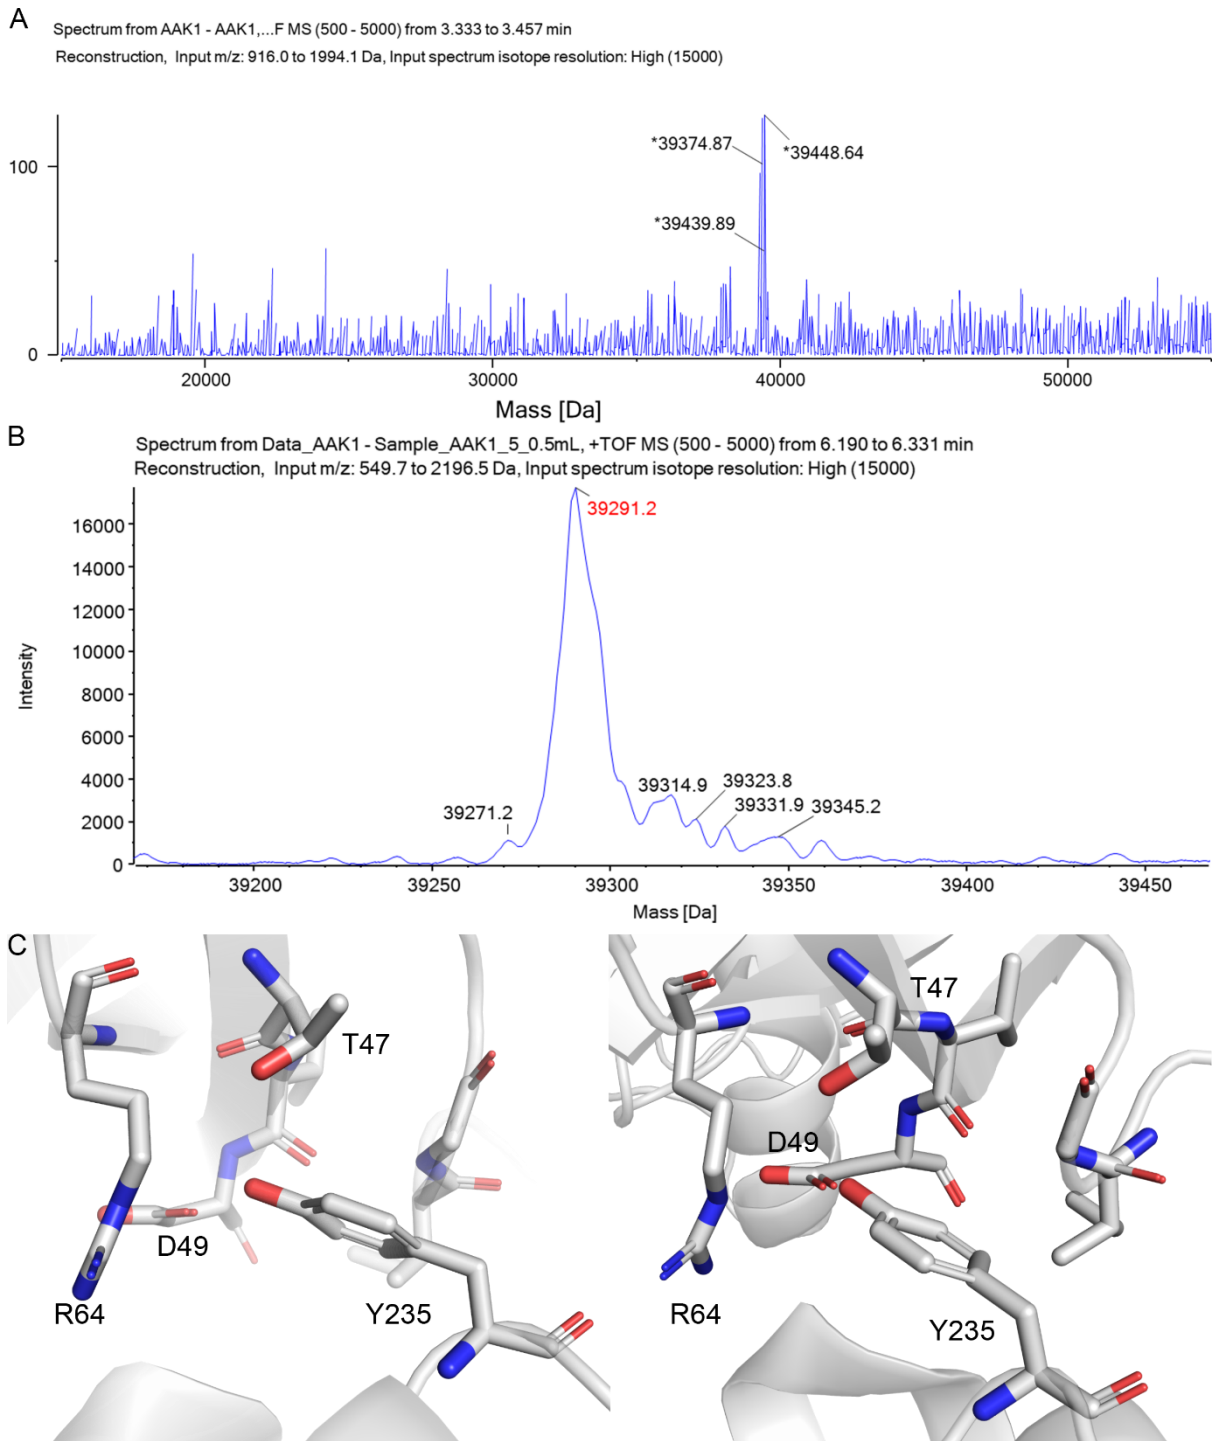 A
Spectrum from AAK1 - AAK1,...F MS (500 - 5000) from 3.333 to 3.457 min
Reconstruction, Input m/z: 916.0 to 1994.1 Da, Input spectrum isotope resolution: High (15000)
*39374.87
*39448.64
100
*39439.89
0
20000 30000 40000 50000
Mass [Da]
B
Spectrum from Data_AAK1 - Sample_AAK1_5_0.5mL, +TOF MS (500 - 5000) from 6.190 to 6.331 min
Reconstruction, Input m/z: 549.7 to 2196.5 Da, Input spectrum isotope resolution: High (15000)
39291.2
16000
14000
12000
10000
8000
6000
4000
2000
0
Intensity
39271.2
39314.9
39323.8
39331.9
39345.2
39200 39250 39300 39350 39400 39450
Mass [Da]
C
T47
D49
R64
Y235
T47
D49
R64
Y235